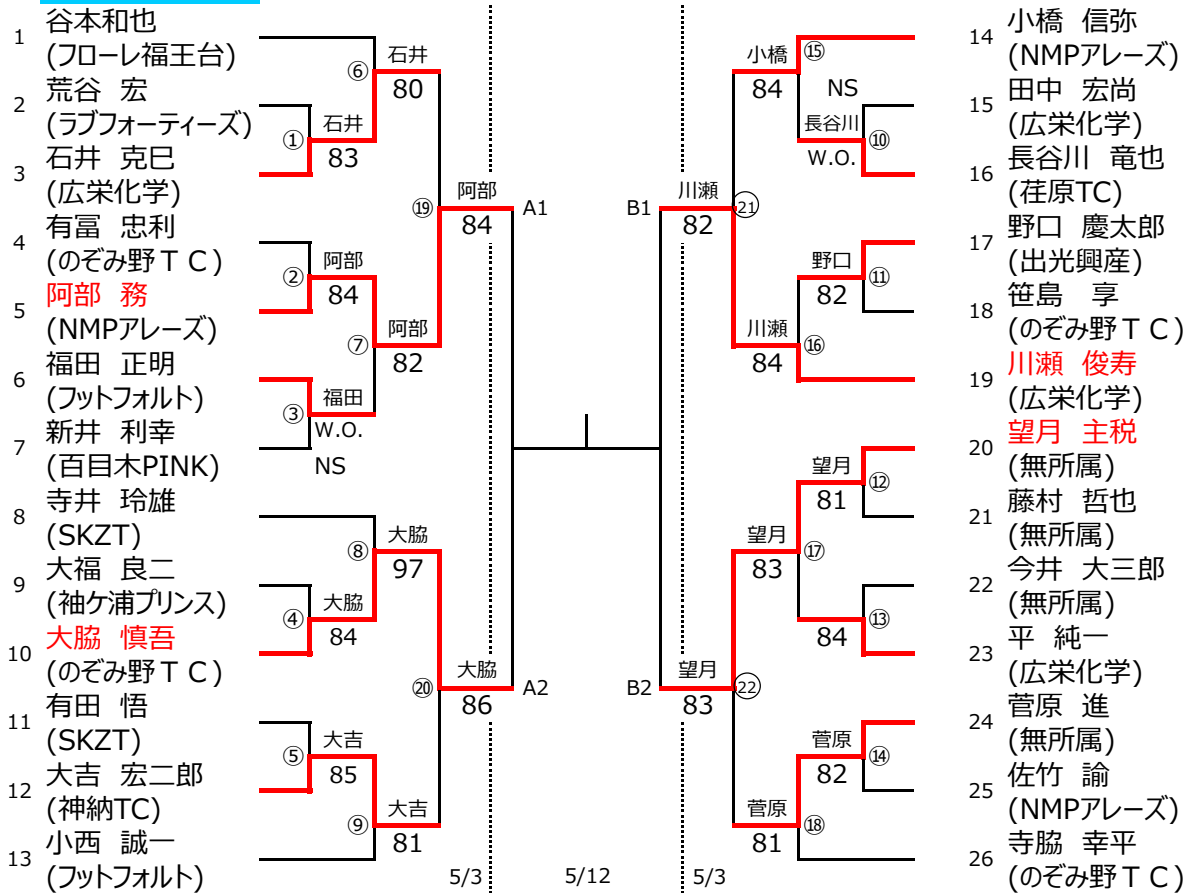 1 谷本和也
(フローレ福王台)
2 荒谷 宏
(ラブフォーティーズ)
3 石井 克巳
(広栄化学)
4 有冨 忠利
(のぞみ野ＴＣ)
5 阿部 務
(NMPアレーズ)
6 福田 正明
(フットフォルト)
7 新井 利幸
(百目木PINK)
8 寺井 玲雄
(SKZT)
9 大福 良二
(袖ケ浦プリンス)
10 大脇 慎吾
(のぞみ野ＴＣ)
11 有田 悟
(SKZT)
12 大吉 宏二郎
(神納TC)
13 小西 誠一
(フットフォルト)
① 石井
83
② 阿部
84
③ 福田
W.O.
NS
④ 大脇
84
⑤ 大吉
85
⑥ 石井
80
⑦ 阿部
82
⑧ 大脇
97
⑨ 大吉
81
⑲ 阿部
84
A1
⑳ 大脇
86
A2
B1 川瀬 ㉑
82
B2 望月 ㉒
83
小橋 ⑮
84
NS
長谷川 ⑩
W.O.
野口 ⑪
82
川瀬 ⑯
84
望月 ⑫
81
望月 ⑰
83
⑬
84
菅原 ⑭
82
菅原 ⑱
81
14 小橋 信弥
(NMPアレーズ)
15 田中 宏尚
(広栄化学)
16 長谷川 竜也
(荏原TC)
17 野口 慶太郎
(出光興産)
18 笹島 享
(のぞみ野ＴＣ)
19 川瀬 俊寿
(広栄化学)
20 望月 主税
(無所属)
21 藤村 哲也
(無所属)
22 今井 大三郎
(無所属)
23 平 純一
(広栄化学)
24 菅原 進
(無所属)
25 佐竹 諭
(NMPアレーズ)
26 寺脇 幸平
(のぞみ野ＴＣ)
5/3 5/12 5/3